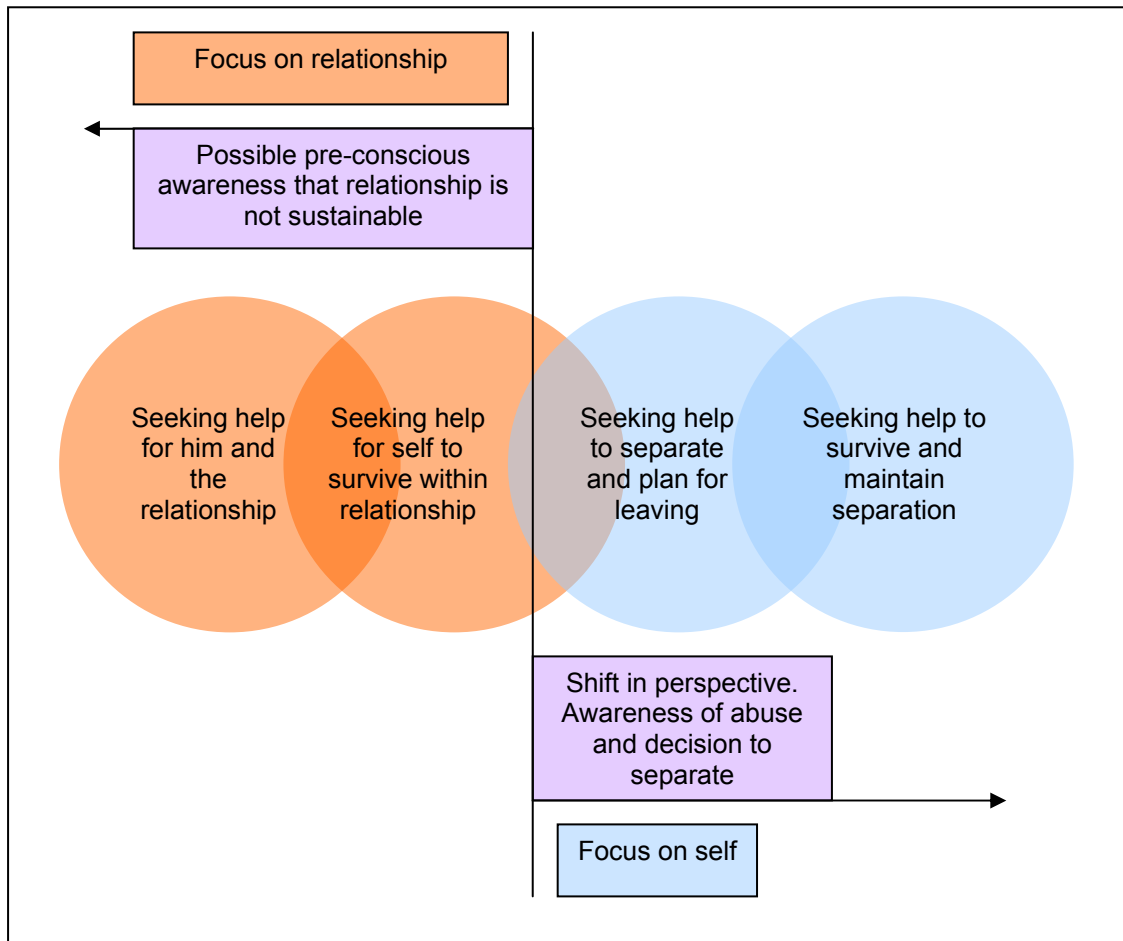 Focus on relationship
Possible pre-conscious
awareness that relationship is
not sustainable
Seeking help
for him and
the
relationship
Seeking help
for self to
survive within
relationship
Seeking help
to separate
and plan for
leaving
Seeking help to
survive and
maintain
separation
Shift in perspective.
Awareness of abuse
and decision to
separate
Focus on self